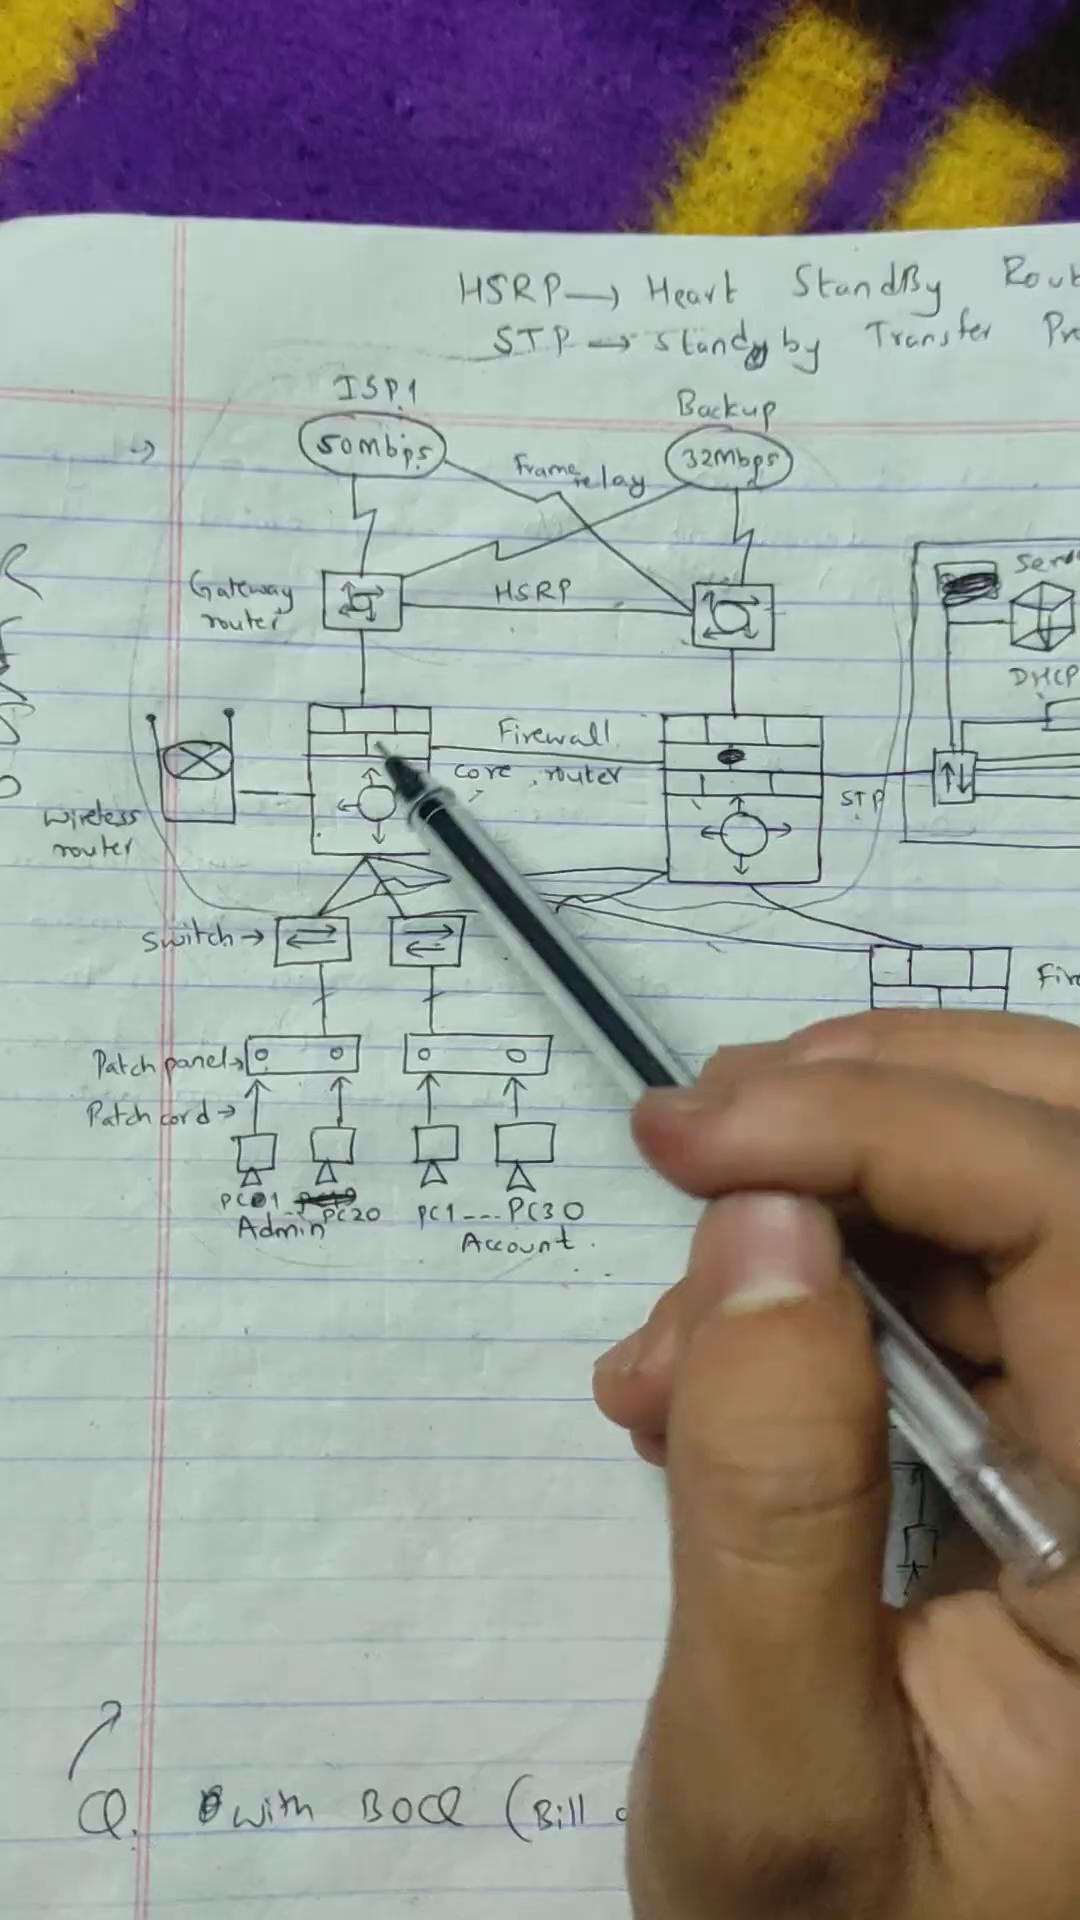 HSRP → Heart StandBy
STP → Standby Transfer
ISP1
Backup
50Mbps
32Mbps
Frame relay
Gateway router
HSRP
DHCP
Firewall
core router
STP
wireless router
switch →
Patch panel →
Patch cord →
PC01 PC20
Admin
PC1 --- PC30
Account
Q. with BOQ (Bill